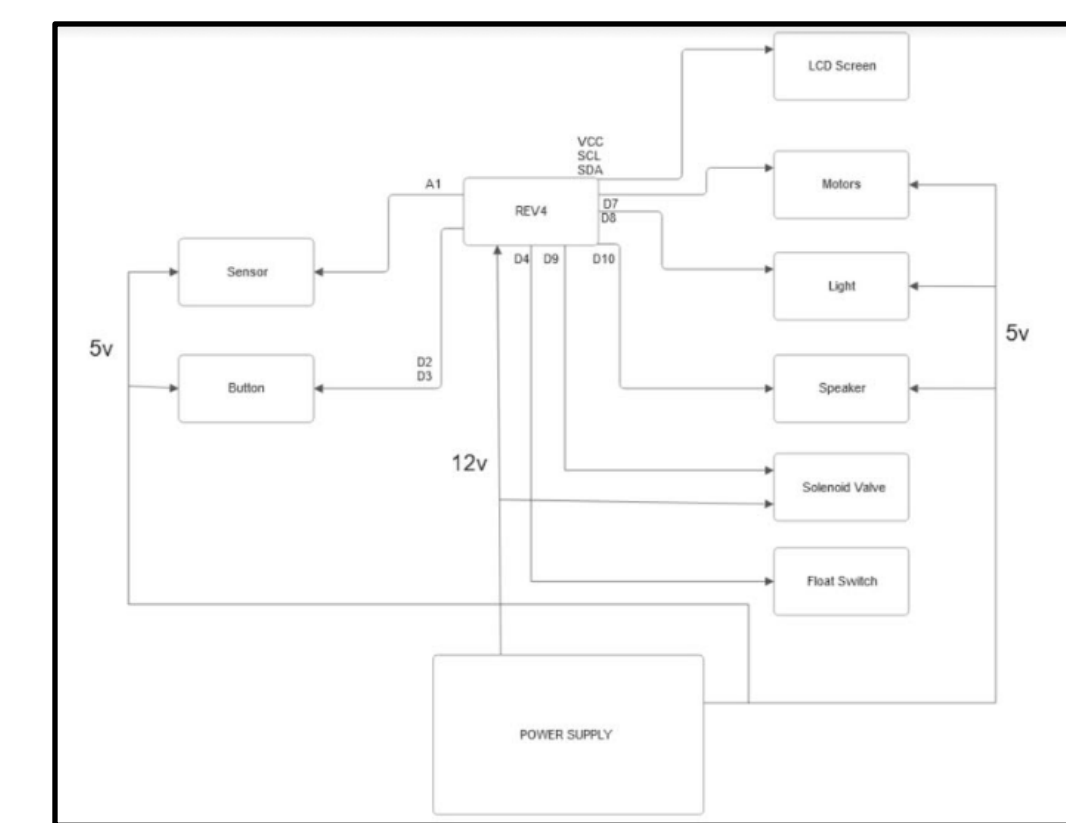 LCD Screen
VCC
SCL
SDA
A1
Motors
REV4
D7
D8
Sensor
D4
D9
D10
Light
5v
5v
D2
D3
Button
Speaker
12v
Solenoid Valve
Float Switch
POWER SUPPLY